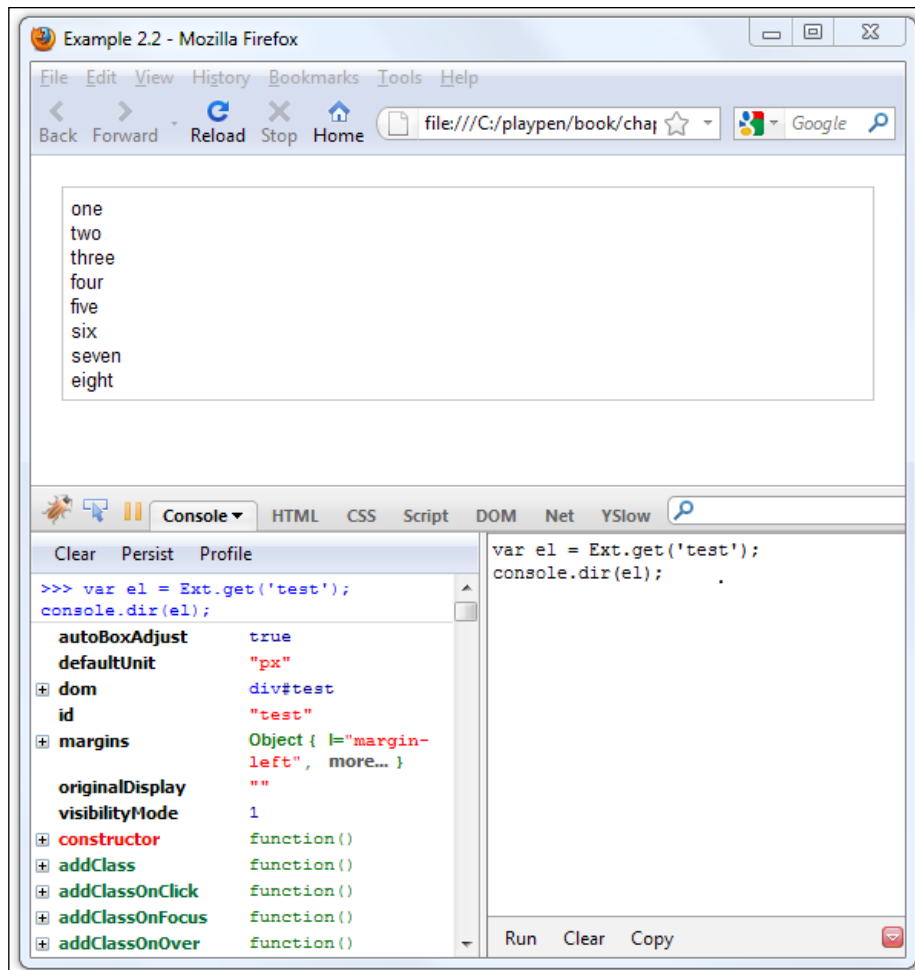 Example 2.2 - Mozilla Firefox
File Edit View History Bookmarks Tools Help
Back Forward Reload Stop Home file:///C:/playpen/book/chap Google
one
two
three
four
five
six
seven
eight
Console HTML CSS Script DOM Net YSlow
Clear Persist Profile
>>> var el = Ext.get('test');
console.dir(el);
autoBoxAdjust true
defaultUnit "px"
dom div#test
id "test"
margins Object { l="margin-
left", more... }
originalDisplay ""
visibilityMode 1
constructor function()
addClass function()
addClassOnClick function()
addClassOnFocus function()
addClassOnOver function()
var el = Ext.get('test');
console.dir(el);
Run Clear Copy